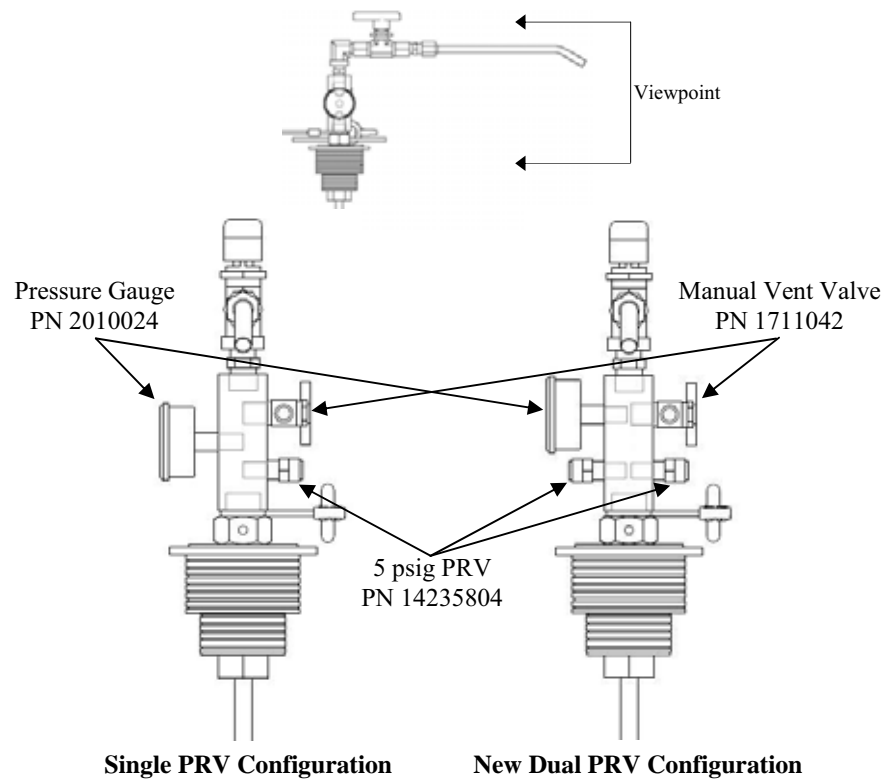 Viewpoint
Pressure Gauge
PN 2010024
Manual Vent Valve
PN 1711042
5 psig PRV
PN 14235804
Single PRV Configuration
New Dual PRV Configuration